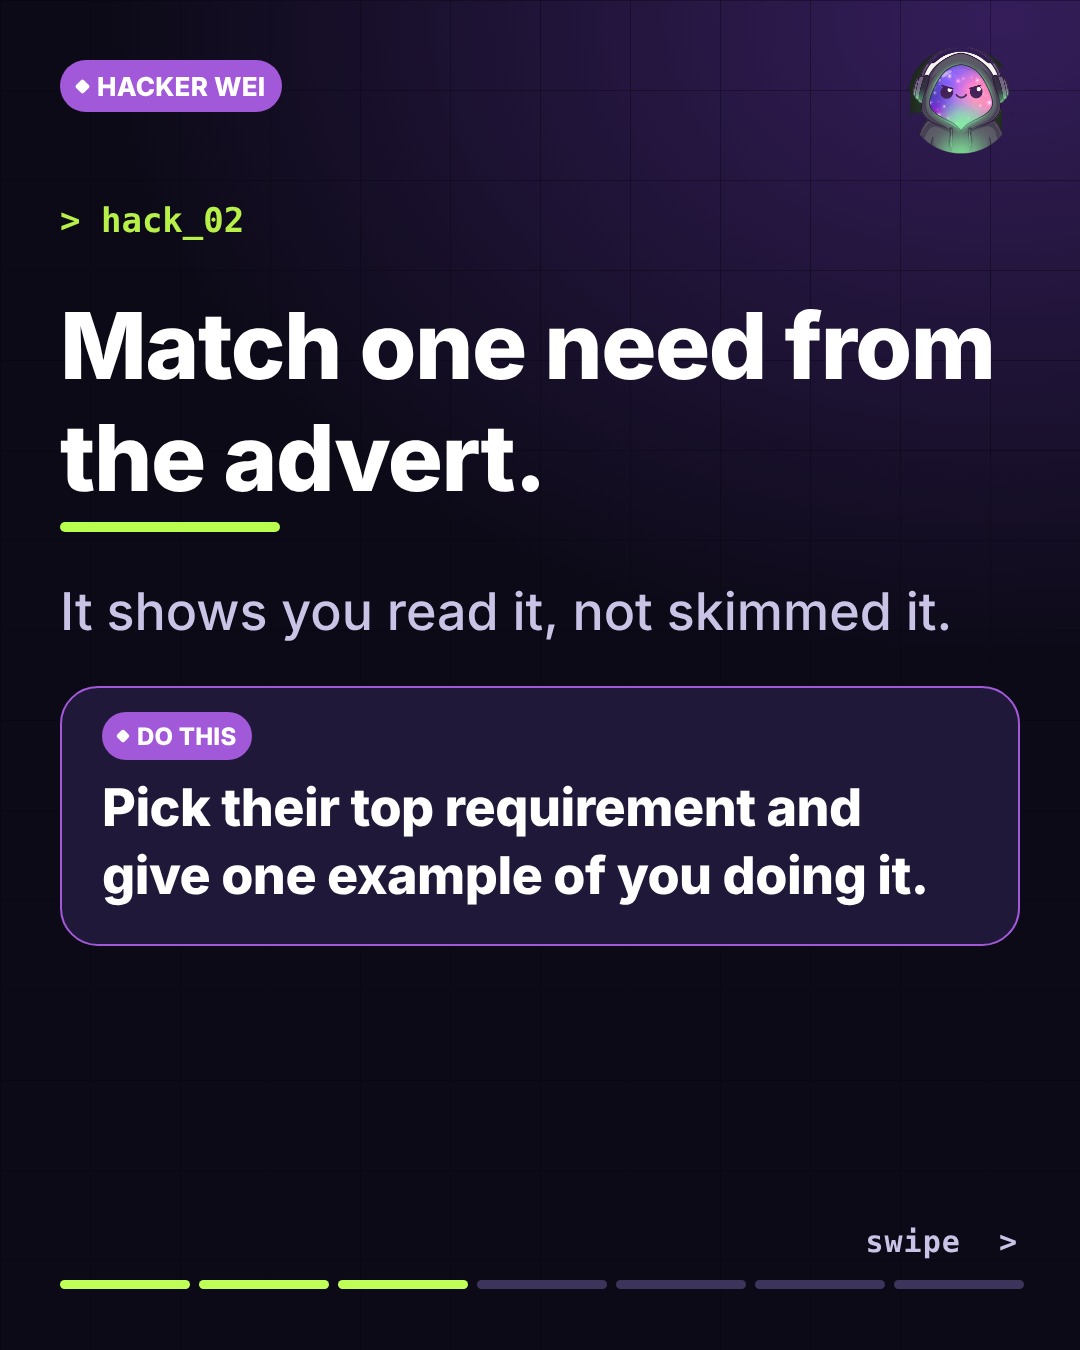 HACKER WEI
> hack_02
Match one need from
the advert.
It shows you read it, not skimmed it.
DO THIS
Pick their top requirement and
give one example of you doing it.
swipe >